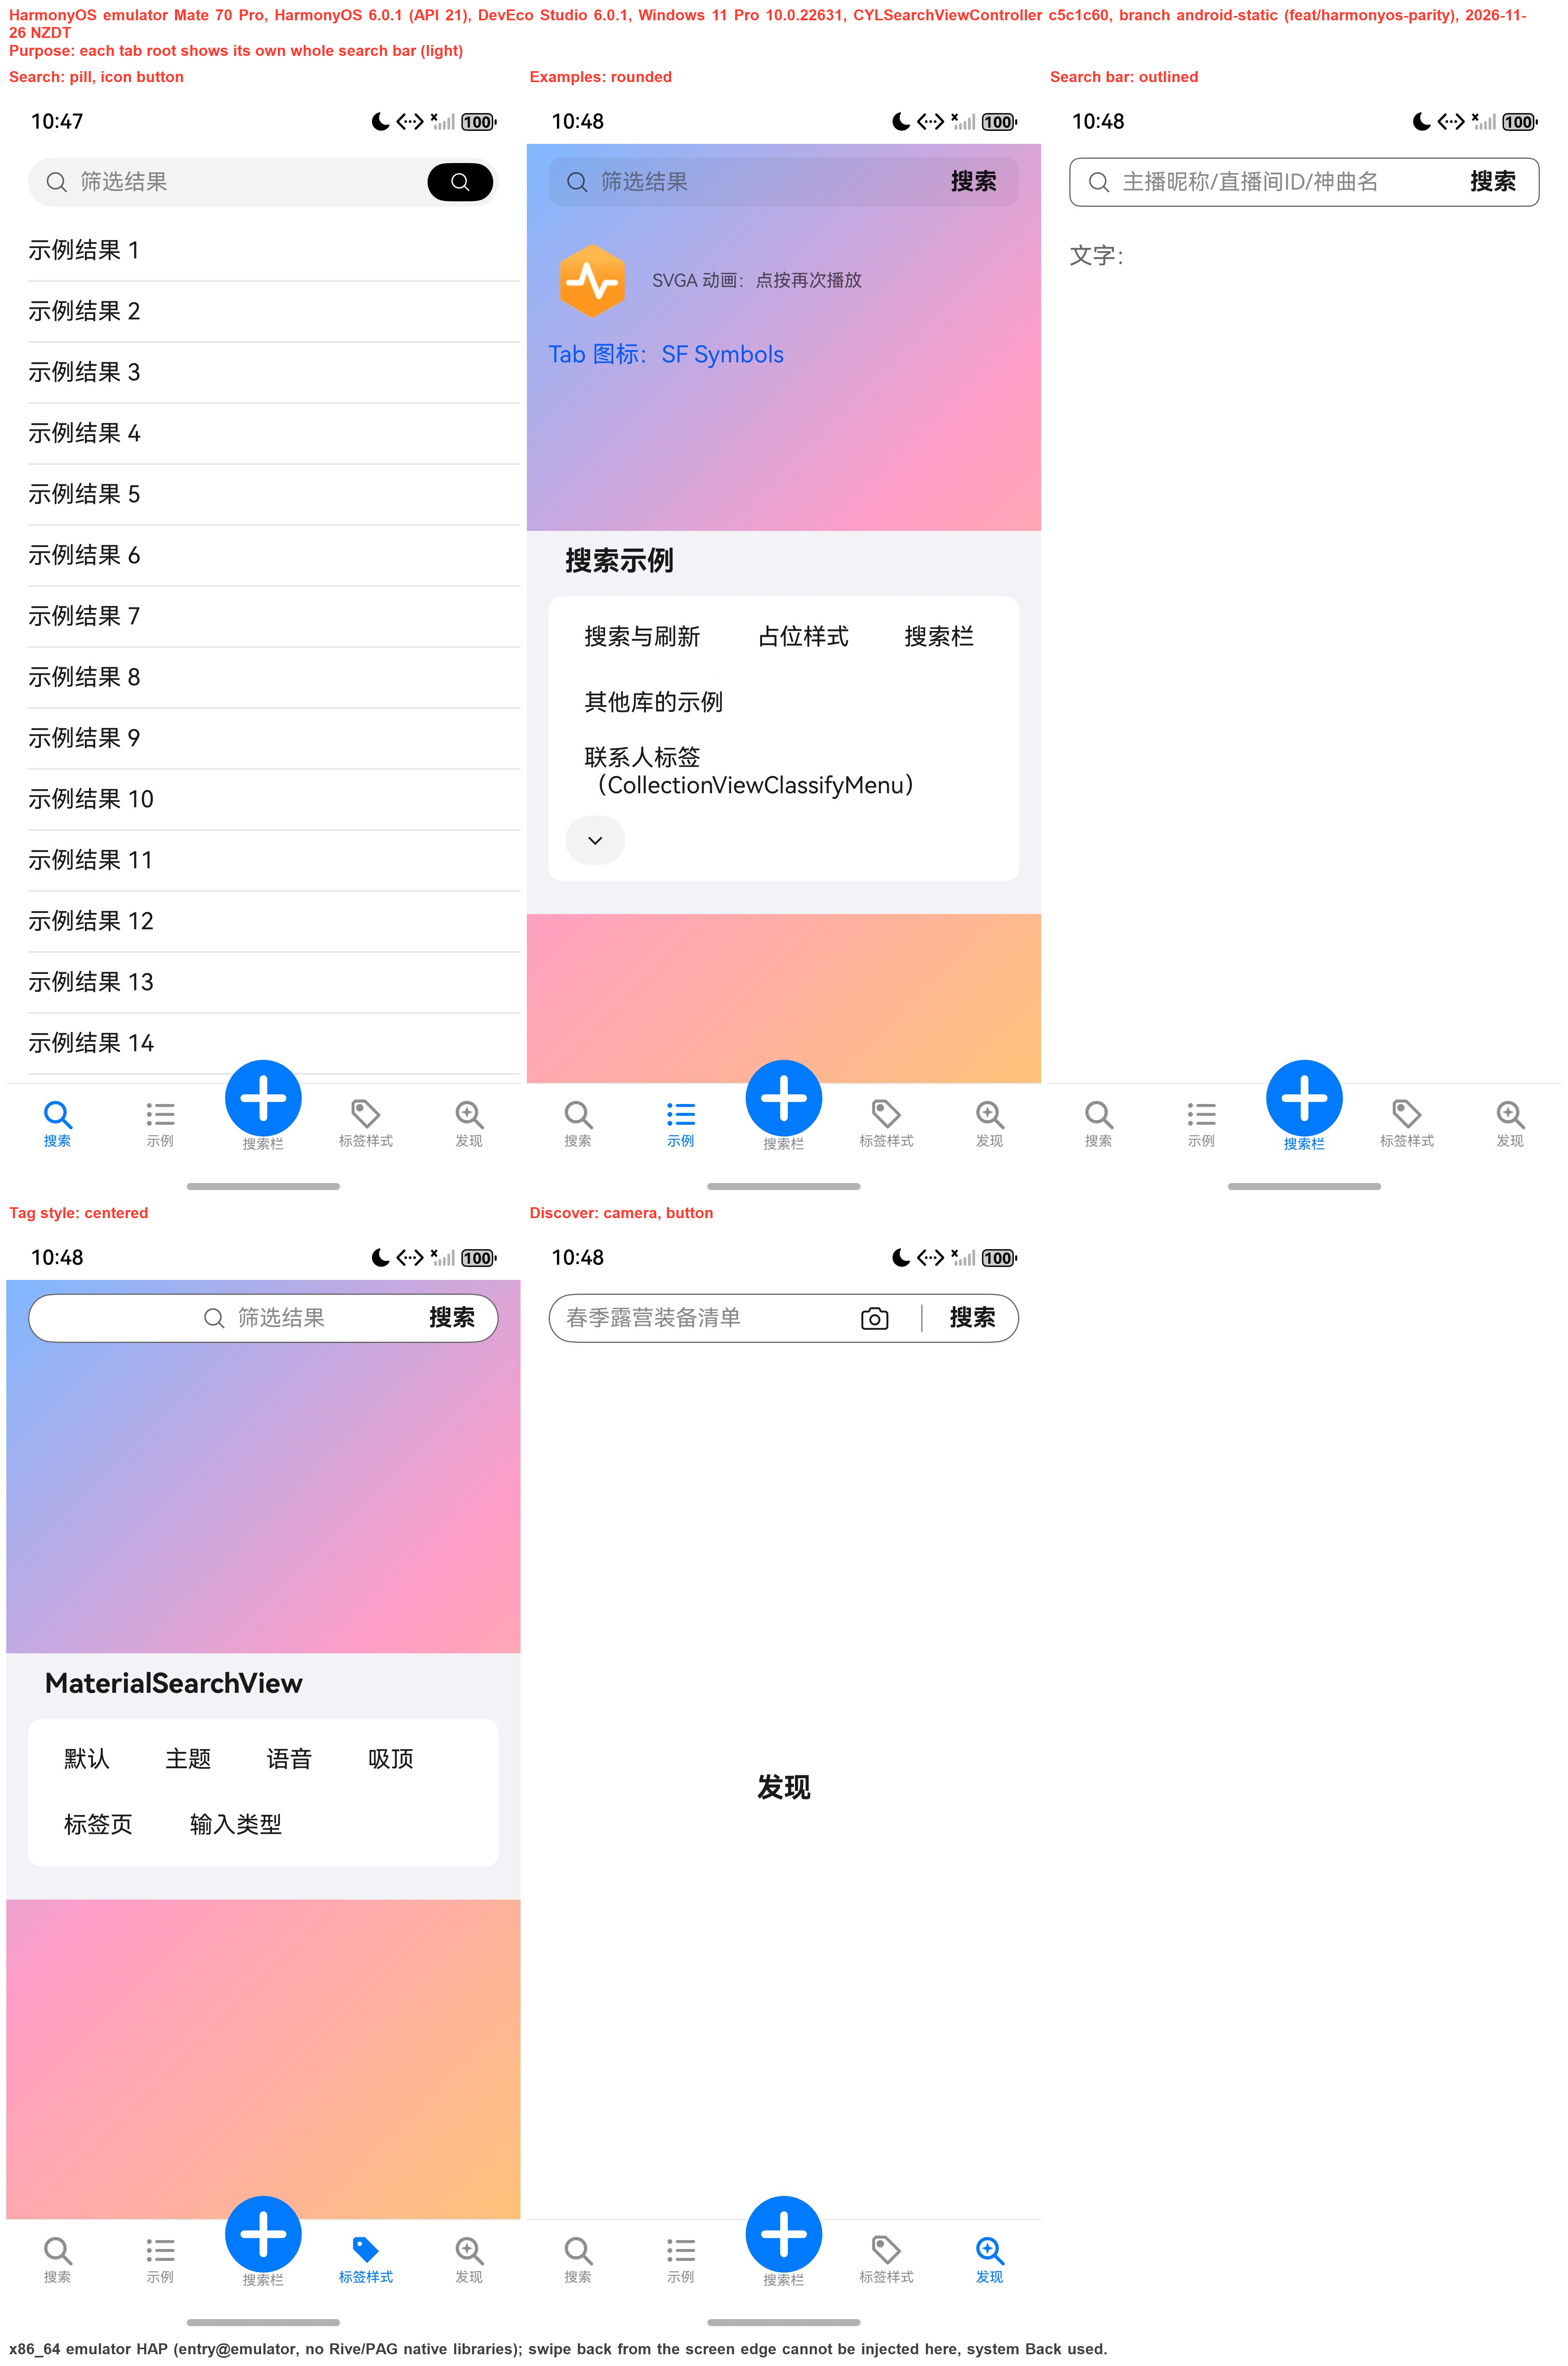 HarmonyOS emulator Mate 70 Pro, HarmonyOS 6.0.1 (API 21), DevEco Studio 6.0.1, Windows 11 Pro 10.0.22631, CYLSearchViewController c5c1c60, branch android-static (feat/harmonyos-parity), 2026-11-
26 NZDT
Purpose: each tab root shows its own whole search bar (light)
Search: pill, icon button
10:47
100
筛选结果
示例结果 1
示例结果 2
示例结果 3
示例结果 4
示例结果 5
示例结果 6
示例结果 7
示例结果 8
示例结果 9
示例结果 10
示例结果 11
示例结果 12
示例结果 13
示例结果 14
搜索
示例
搜索栏
标签样式
发现
Examples: rounded
10:48
100
筛选结果
搜索
SVGA 动画：点按再次播放
Tab 图标：SF Symbols
搜索示例
搜索与刷新
占位样式
搜索栏
其他库的示例
联系人标签
（CollectionViewClassifyMenu）
搜索
示例
搜索栏
标签样式
发现
Search bar: outlined
10:48
100
主播昵称/直播间ID/神曲名
搜索
文字：
搜索
示例
搜索栏
标签样式
发现
Tag style: centered
10:48
100
筛选结果
搜索
MaterialSearchView
默认
主题
语音
吸顶
标签页
输入类型
搜索
示例
搜索栏
标签样式
发现
Discover: camera, button
10:48
100
春季露营装备清单
搜索
发现
搜索
示例
搜索栏
标签样式
发现
x86_64 emulator HAP (entry@emulator, no Rive/PAG native libraries); swipe back from the screen edge cannot be injected here, system Back used.